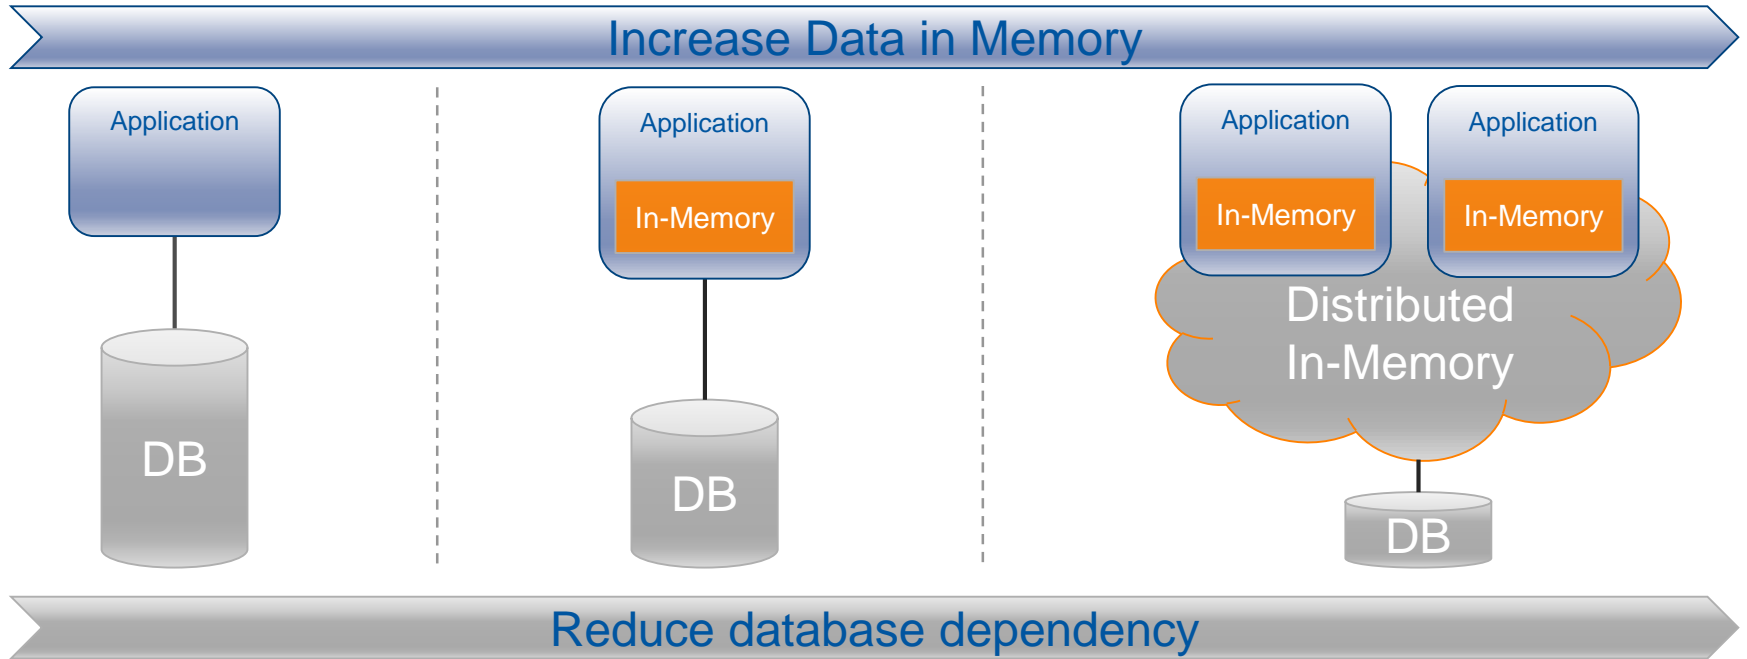 Increase Data in Memory
Application
DB
Application
In-Memory
DB
Application
In-Memory
Application
In-Memory
Distributed
In-Memory
DB
Reduce database dependency